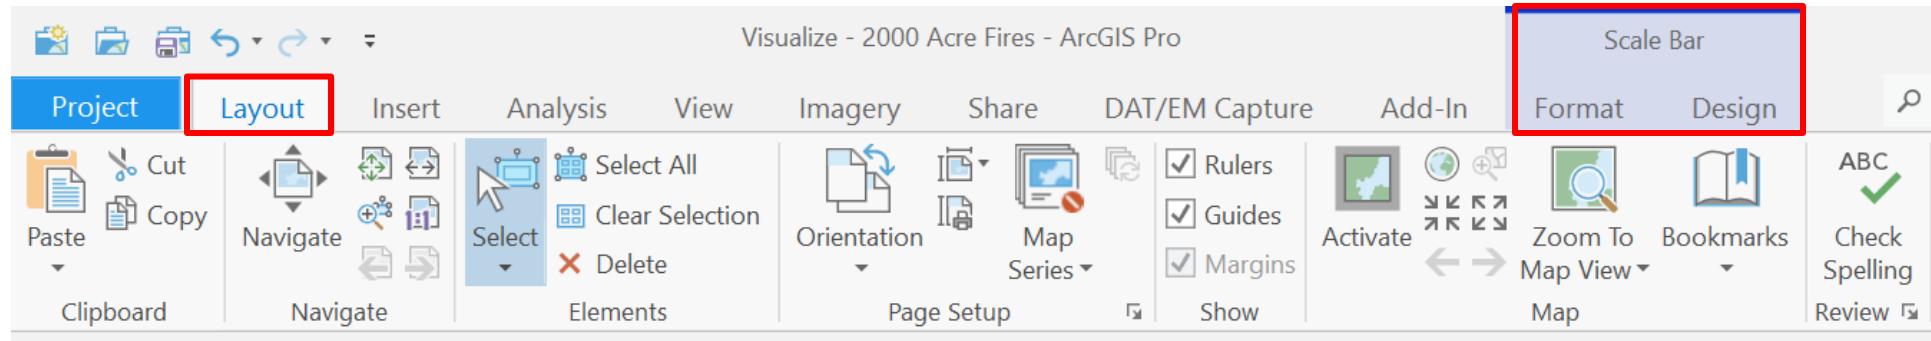 Visualize - 2000 Acre Fires - ArcGIS Pro
Scale Bar
Project Layout Insert Analysis View Imagery Share DAT/EM Capture Add-In Format Design
Paste
Cut
Copy
Clipboard
Navigate
1:1
Navigate
Select
Select All
Clear Selection
Delete
Elements
Orientation
Map
Series
Page Setup
Rulers
Guides
Margins
Show
Activate
Zoom To
Map View
Bookmarks
Map
ABC
Check
Spelling
Review